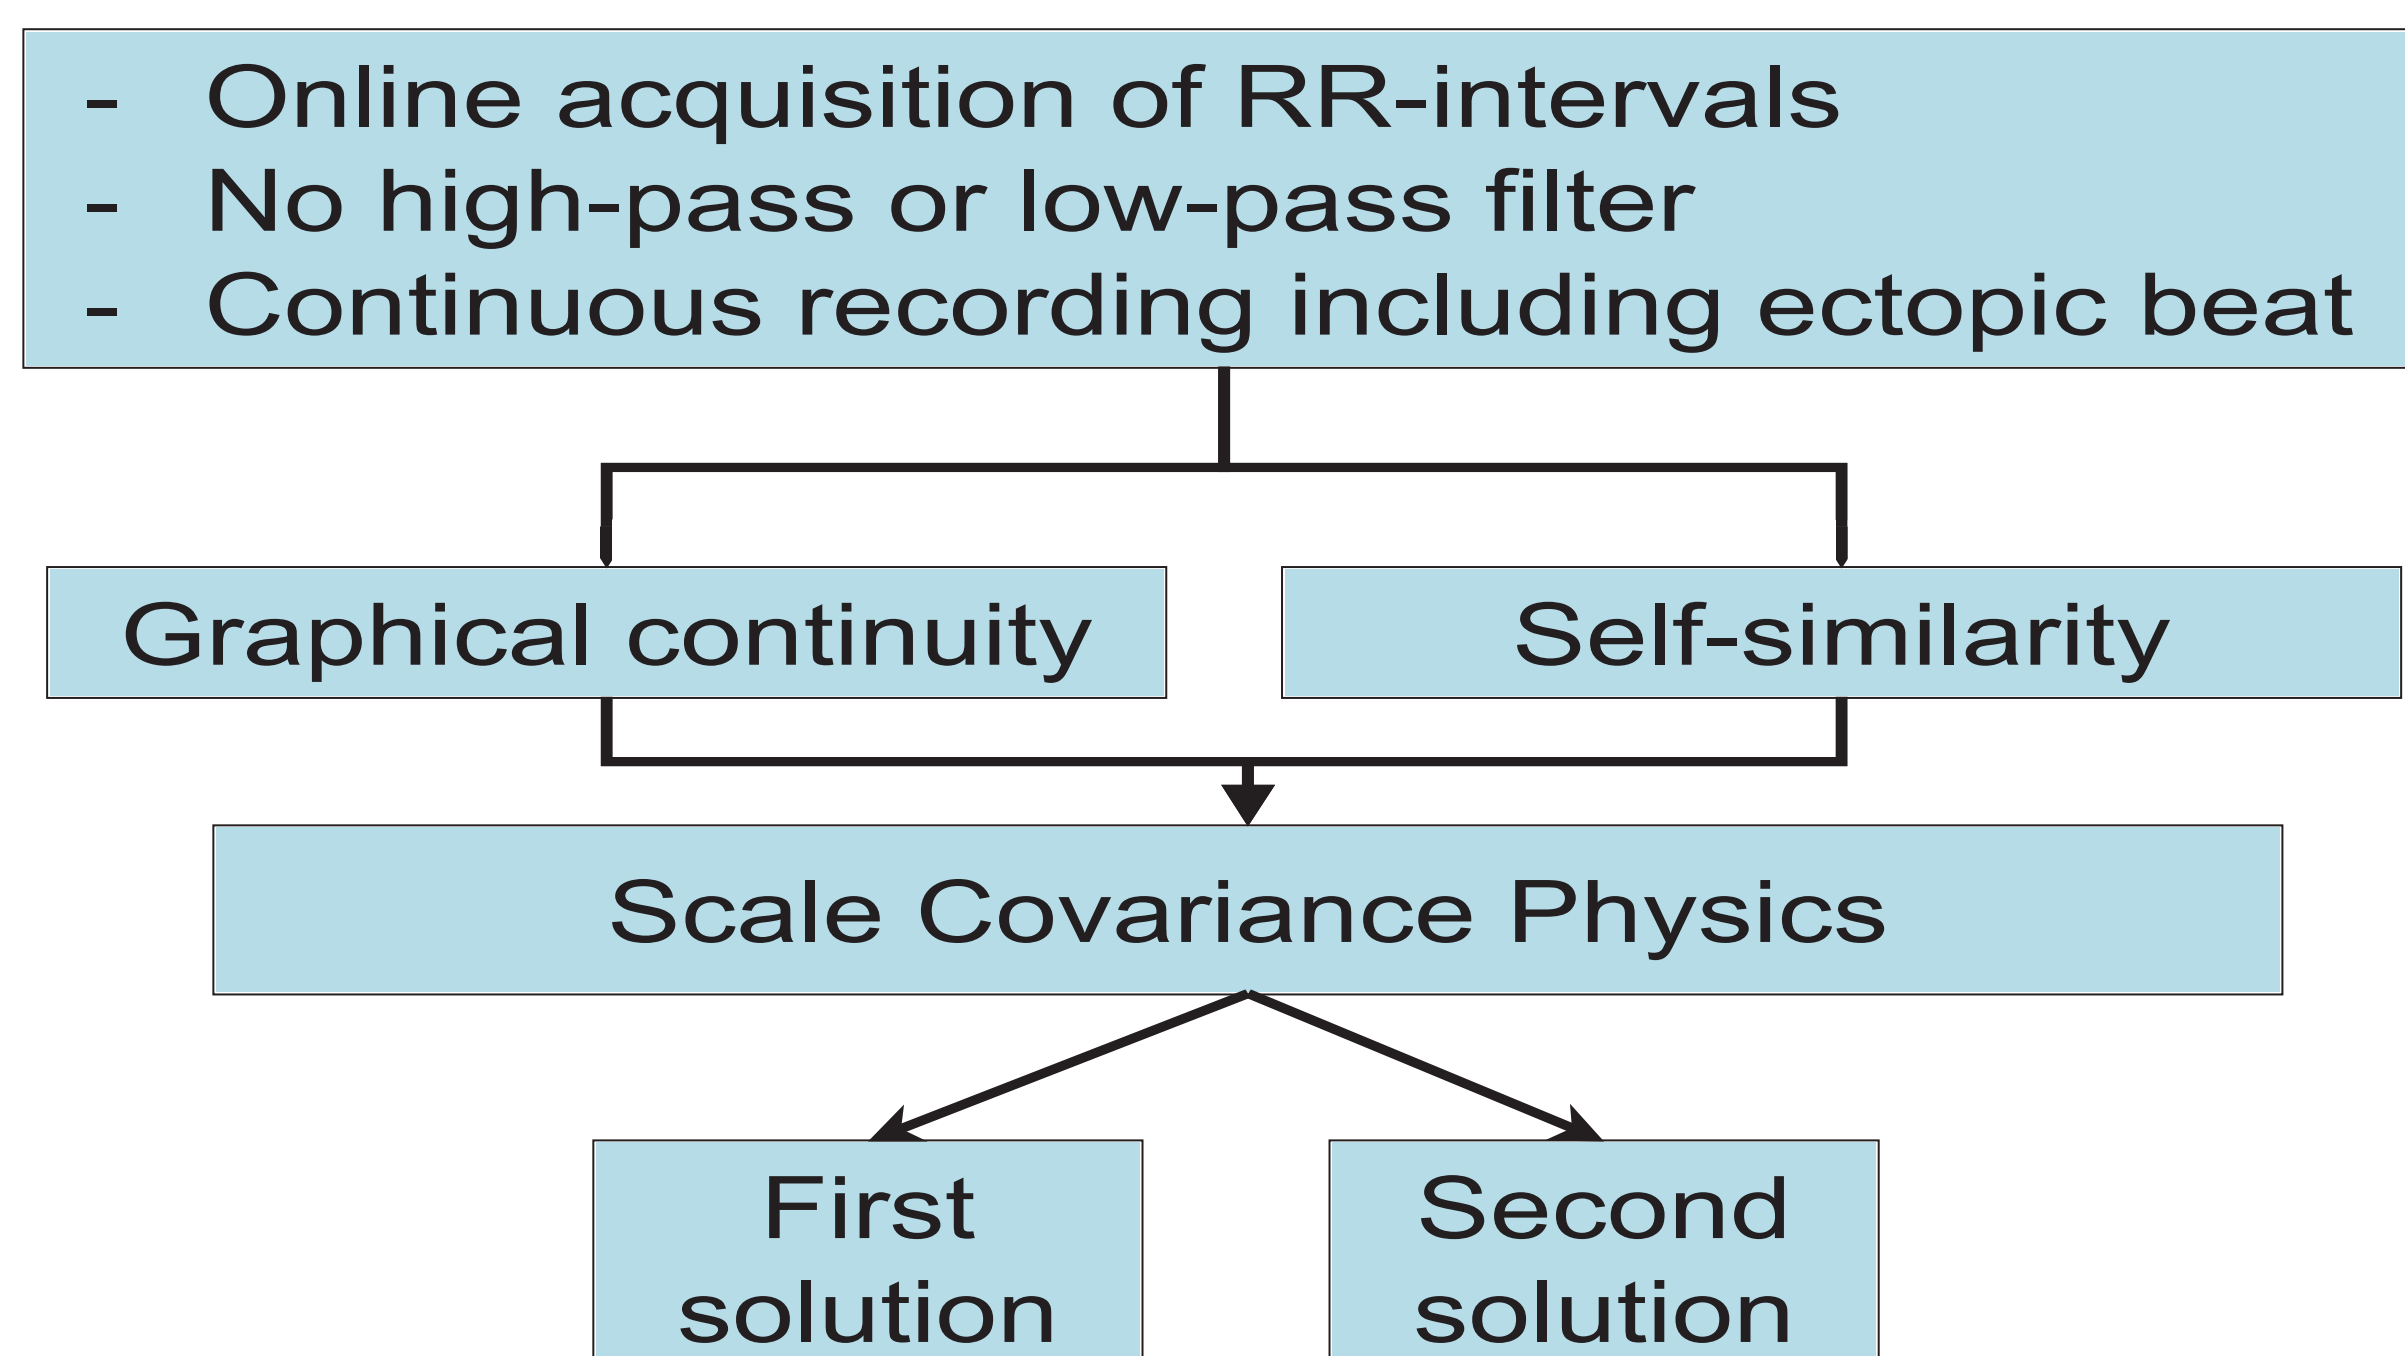 - Online acquisition of RR-intervals
- No high-pass or low-pass filter
- Continuous recording including ectopic beat
Graphical continuity
Self-similarity
Scale Covariance Physics
First
solution
Second
solution